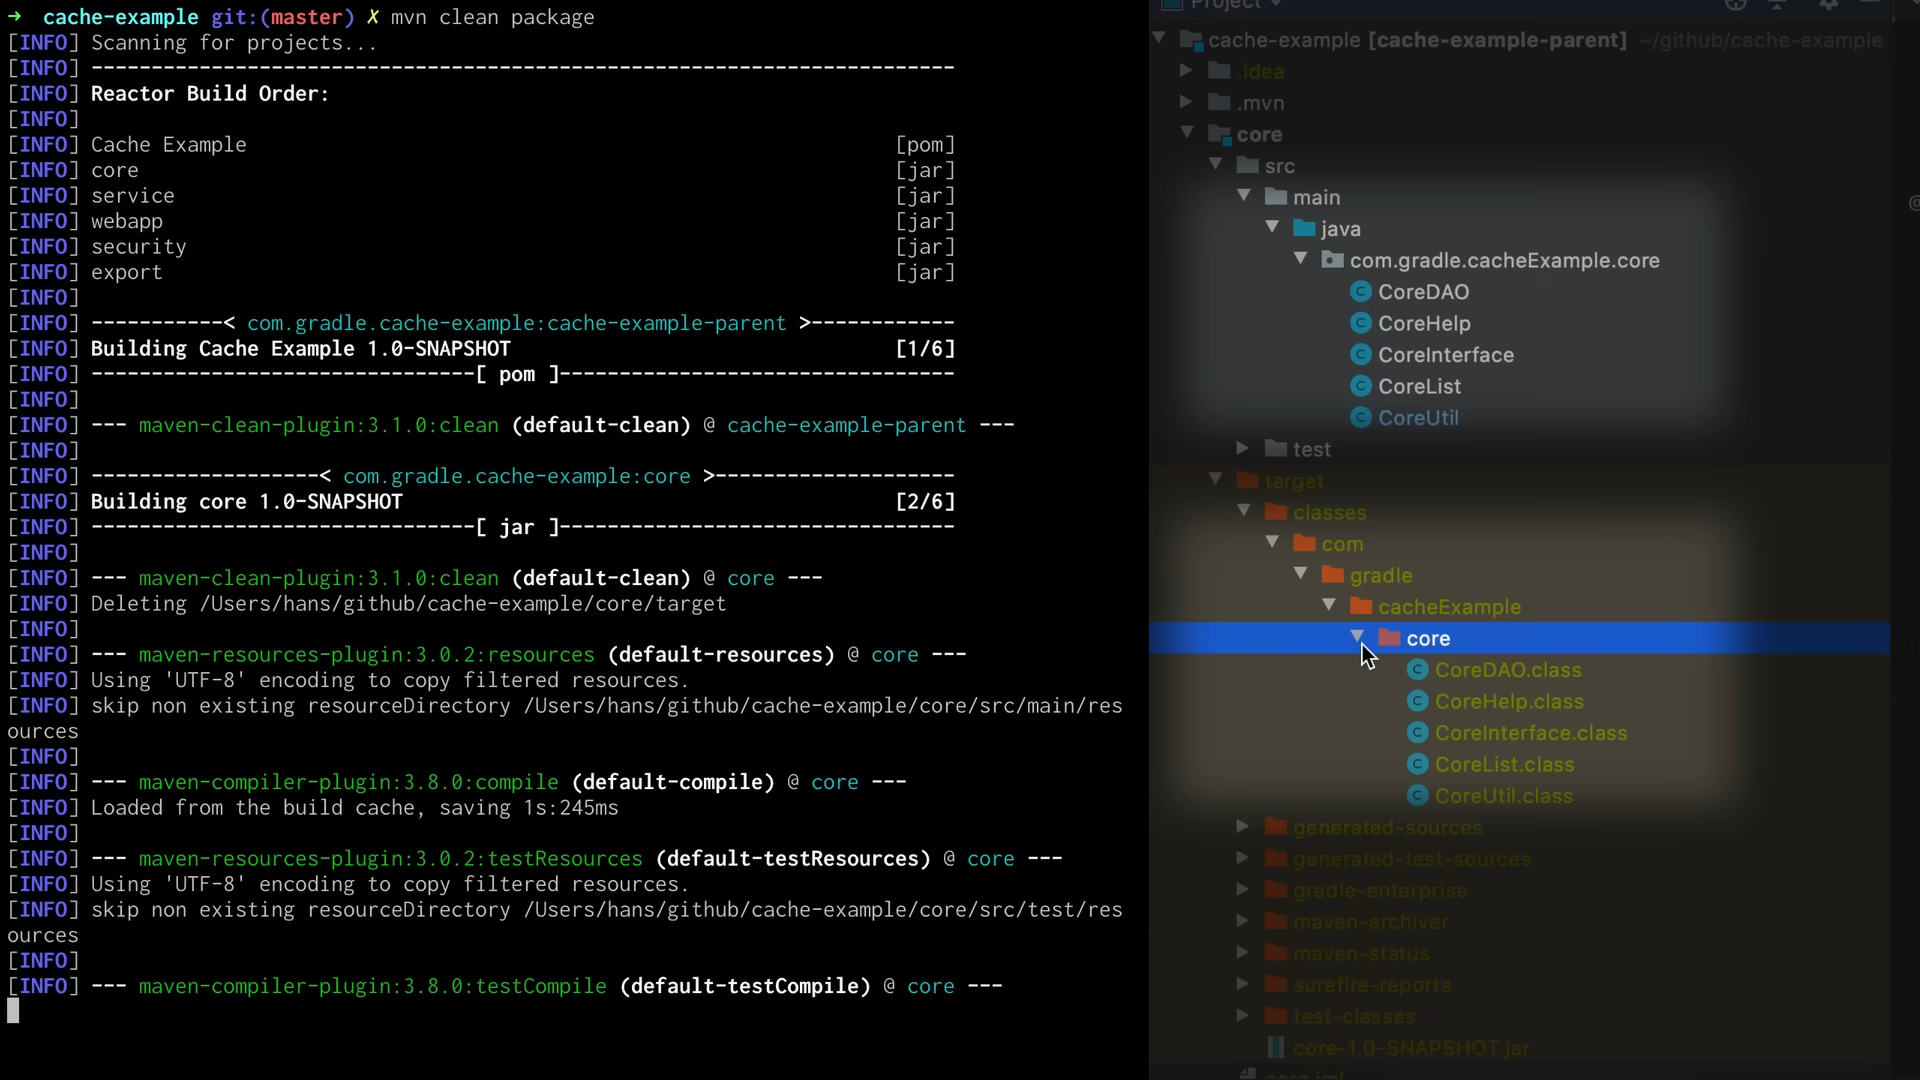 → cache-example git:(master) ✗ mvn clean package
[INFO] Scanning for projects...
[INFO] ------------------------------------------------------------------------
[INFO] Reactor Build Order:
[INFO]
[INFO] Cache Example [pom]
[INFO] core [jar]
[INFO] service [jar]
[INFO] webapp [jar]
[INFO] security [jar]
[INFO] export [jar]
[INFO]
[INFO] -----------< com.gradle.cache-example:cache-example-parent >------------
[INFO] Building Cache Example 1.0-SNAPSHOT [1/6]
[INFO] --------------------------------[ pom ]---------------------------------
[INFO]
[INFO] --- maven-clean-plugin:3.1.0:clean (default-clean) @ cache-example-parent ---
[INFO]
[INFO] -------------------< com.gradle.cache-example:core >--------------------
[INFO] Building core 1.0-SNAPSHOT [2/6]
[INFO] --------------------------------[ jar ]---------------------------------
[INFO]
[INFO] --- maven-clean-plugin:3.1.0:clean (default-clean) @ core ---
[INFO] Deleting /Users/hans/github/cache-example/core/target
[INFO]
[INFO] --- maven-resources-plugin:3.0.2:resources (default-resources) @ core ---
[INFO] Using 'UTF-8' encoding to copy filtered resources.
[INFO] skip non existing resourceDirectory /Users/hans/github/cache-example/core/src/main/res
ources
[INFO]
[INFO] --- maven-compiler-plugin:3.8.0:compile (default-compile) @ core ---
[INFO] Loaded from the build cache, saving 1s:245ms
[INFO]
[INFO] --- maven-resources-plugin:3.0.2:testResources (default-testResources) @ core ---
[INFO] Using 'UTF-8' encoding to copy filtered resources.
[INFO] skip non existing resourceDirectory /Users/hans/github/cache-example/core/src/test/res
ources
[INFO]
[INFO] --- maven-compiler-plugin:3.8.0:testCompile (default-testCompile) @ core ---
Project
cache-example [cache-example-parent] ~/github/cache-example
.idea
.mvn
core
src
main
java
com.gradle.cacheExample.core
CoreDAO
CoreHelp
CoreInterface
CoreList
CoreUtil
test
target
classes
com
gradle
cacheExample
core
CoreDAO.class
CoreHelp.class
CoreInterface.class
CoreList.class
CoreUtil.class
generated-sources
generated-test-sources
gradle-enterprise
maven-archiver
maven-status
surefire-reports
test-classes
core-1.0-SNAPSHOT.jar
core.iml
@